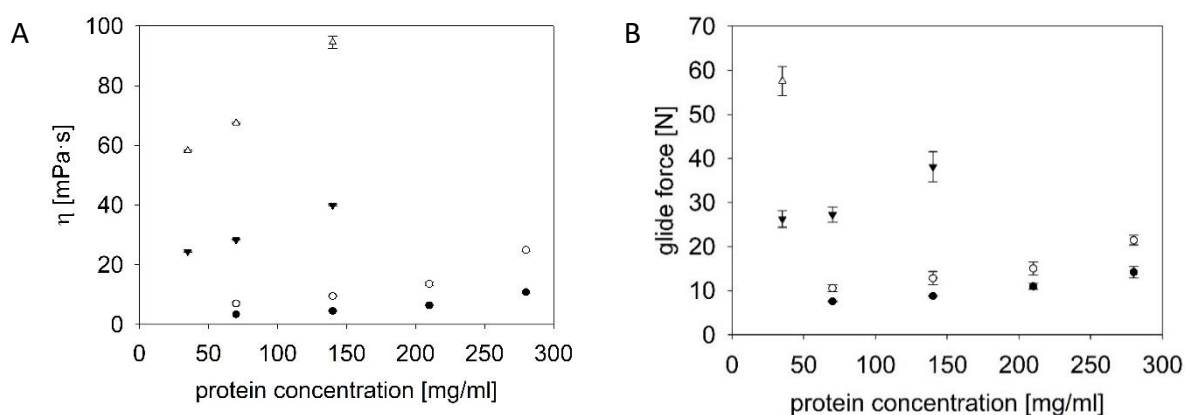 A
100
80
60
40
20
0
η [mPa·s]
0 50 100 150 200 250 300
protein concentration [mg/ml]
B
70
60
50
40
30
20
10
0
glide force [N]
0 50 100 150 200 250 300
protein concentration [mg/ml]